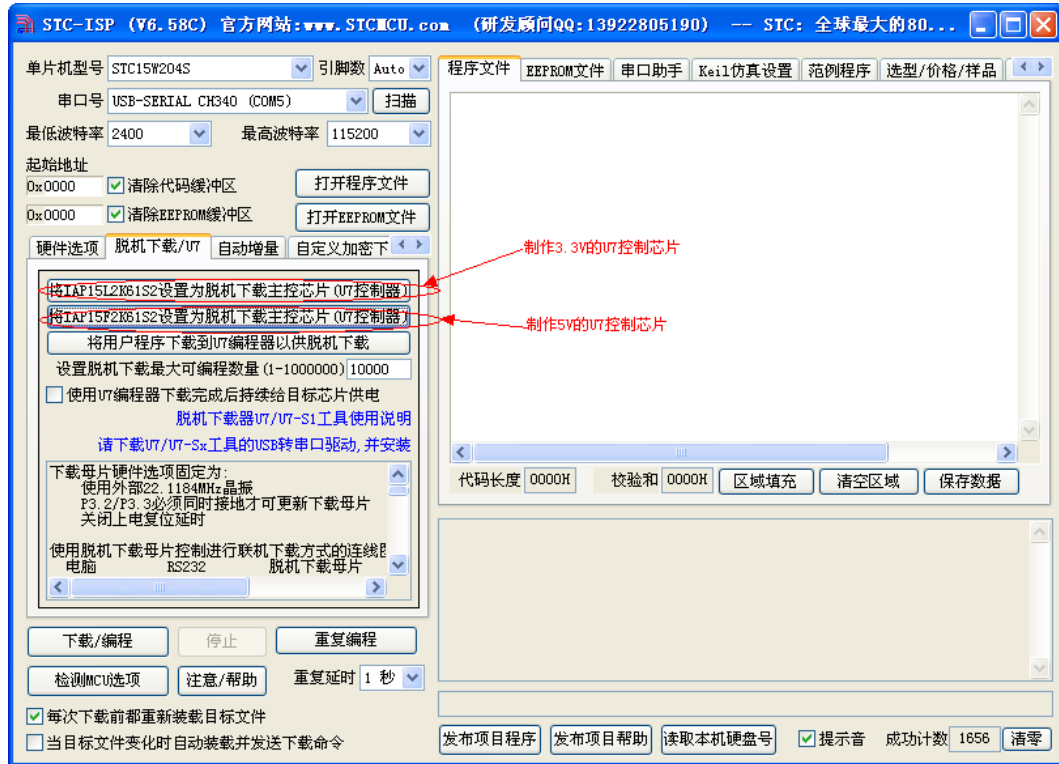 STC-ISP (V6.58C) 官方网站:www.STCMCU.com (研发顾问QQ:13922805190) -- STC: 全球最大的80...
单片机型号 STC15W204S 引脚数 Auto
串口号 USB-SERIAL CH340 (COM5) 扫描
最低波特率 2400 最高波特率 115200
起始地址
0x0000 清除代码缓冲区 打开程序文件
0x0000 清除EEPROM缓冲区 打开EEPROM文件
硬件选项 脱机下载/U7 自动增量 自定义加密下
将IAP15L2K61S2设置为脱机下载主控芯片(U7控制器)
将IAP15F2K61S2设置为脱机下载主控芯片(U7控制器)
将用户程序下载到U7编程器以供脱机下载
设置脱机下载最大可编程数量(1-1000000) 10000
使用U7编程器下载完成后持续给目标芯片供电
脱机下载器U7/U7-S1工具使用说明
请下载U7/U7-Sx工具的USB转串口驱动,并安装
下载母片硬件选项固定为:
使用外部22.1184MHz晶振
P3.2/P3.3必须同时接地才可更新下载母片
关闭上电复位延时
使用脱机下载母片控制进行联机下载方式的连线
电脑 RS232 脱机下载母片
下载/编程 停止 重复编程
检测MCU选项 注意/帮助 重复延时 1 秒
每次下载前都重新装载目标文件
当目标文件变化时自动装载并发送下载命令
程序文件 EEPROM文件 串口助手 Keil仿真设置 范例程序 选型/价格/样品
制作3.3V的U7控制芯片
制作5V的U7控制芯片
代码长度 0000H 校验和 0000H 区域填充 清空区域 保存数据
发布项目程序 发布项目帮助 读取本机硬盘号 提示音 成功计数 1656 清零